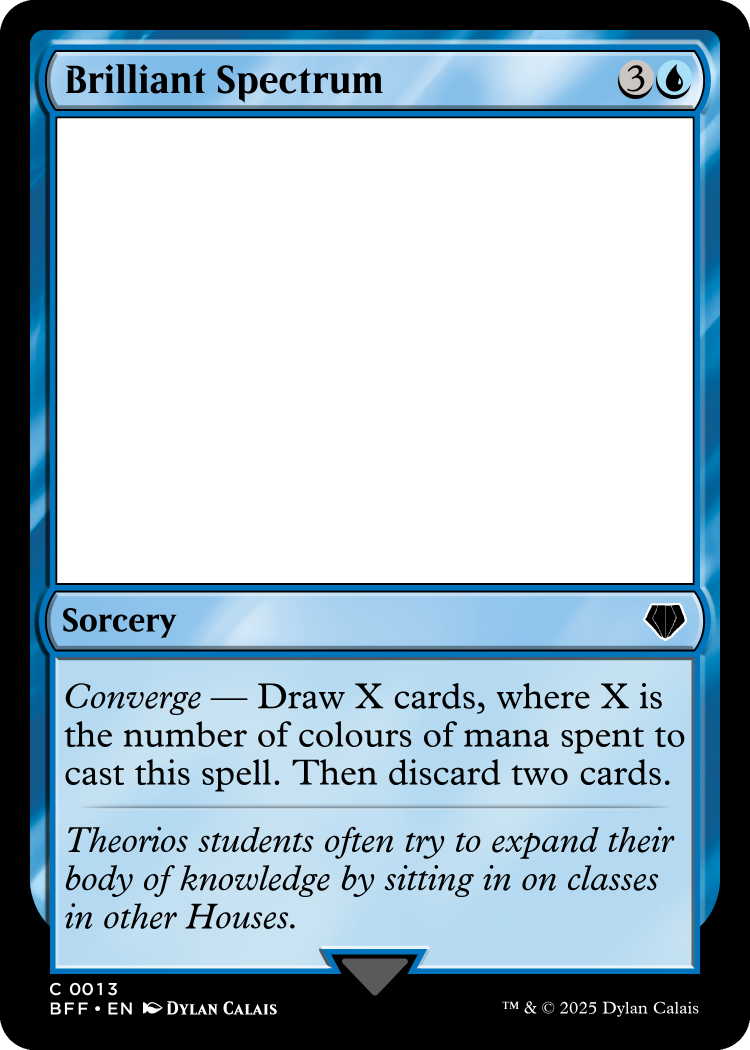 Brilliant Spectrum 3
Sorcery
Converge — Draw X cards, where X is
the number of colours of mana spent to
cast this spell. Then discard two cards.
Theorios students often try to expand their
body of knowledge by sitting in on classes
in other Houses.
C 0013
BFF • EN Dylan Calais
™ & © 2025 Dylan Calais